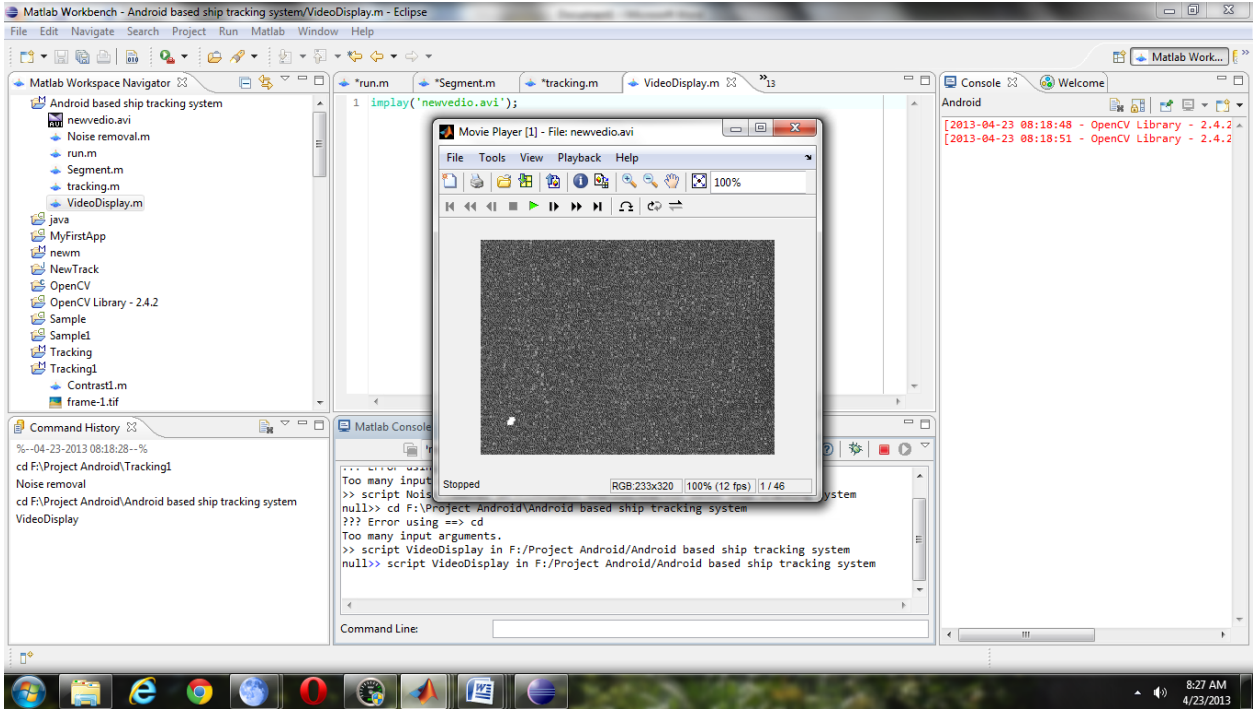 Matlab Workbench - Android based ship tracking system/VideoDisplay.m - Eclipse
File Edit Navigate Search Project Run Matlab Window Help
Matlab Work...
Matlab Workspace Navigator
Android based ship tracking system
newvedio.avi
Noise removal.m
run.m
Segment.m
tracking.m
VideoDisplay.m
java
MyFirstApp
newm
NewTrack
OpenCV
OpenCV Library - 2.4.2
Sample
Sample1
Tracking
Tracking1
Contrast1.m
frame-1.tif
*run.m *Segment.m *tracking.m VideoDisplay.m »13
1 implay('newvedio.avi');
Movie Player [1] - File: newvedio.avi
File Tools View Playback Help
100%
Stopped RGB:233x320 100% (12 fps) 1 / 46
Console Welcome
Android
[2013-04-23 08:18:48 - OpenCV Library - 2.4.2
[2013-04-23 08:18:51 - OpenCV Library - 2.4.2
Command History
%--04-23-2013 08:18:28--%
cd F:\Project Android\Tracking1
Noise removal
cd F:\Project Android\Android based ship tracking system
VideoDisplay
Matlab Console
Too many input
>> script Nois
null>> cd F:\Project Android\Android based ship tracking system
??? Error using ==> cd
Too many input arguments.
>> script VideoDisplay in F:/Project Android/Android based ship tracking system
null>> script VideoDisplay in F:/Project Android/Android based ship tracking system
Command Line:
8:27 AM
4/23/2013